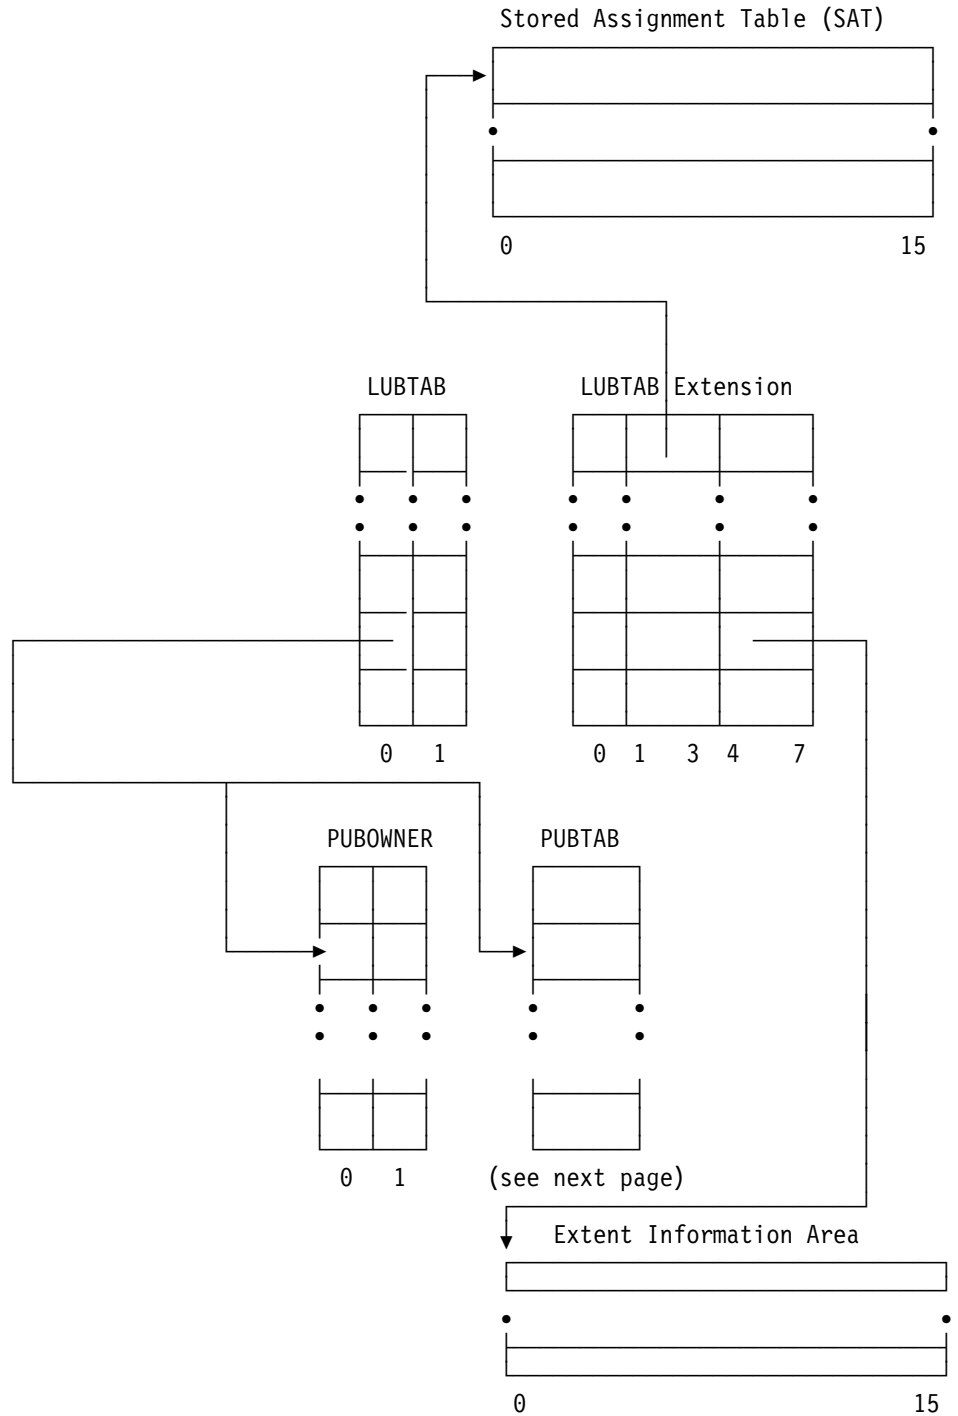 Stored Assignment Table (SAT)
0 15
LUBTAB LUBTAB Extension
0 1 0 1 3 4 7
PUBOWNER PUBTAB
0 1 (see next page)
Extent Information Area
0 15